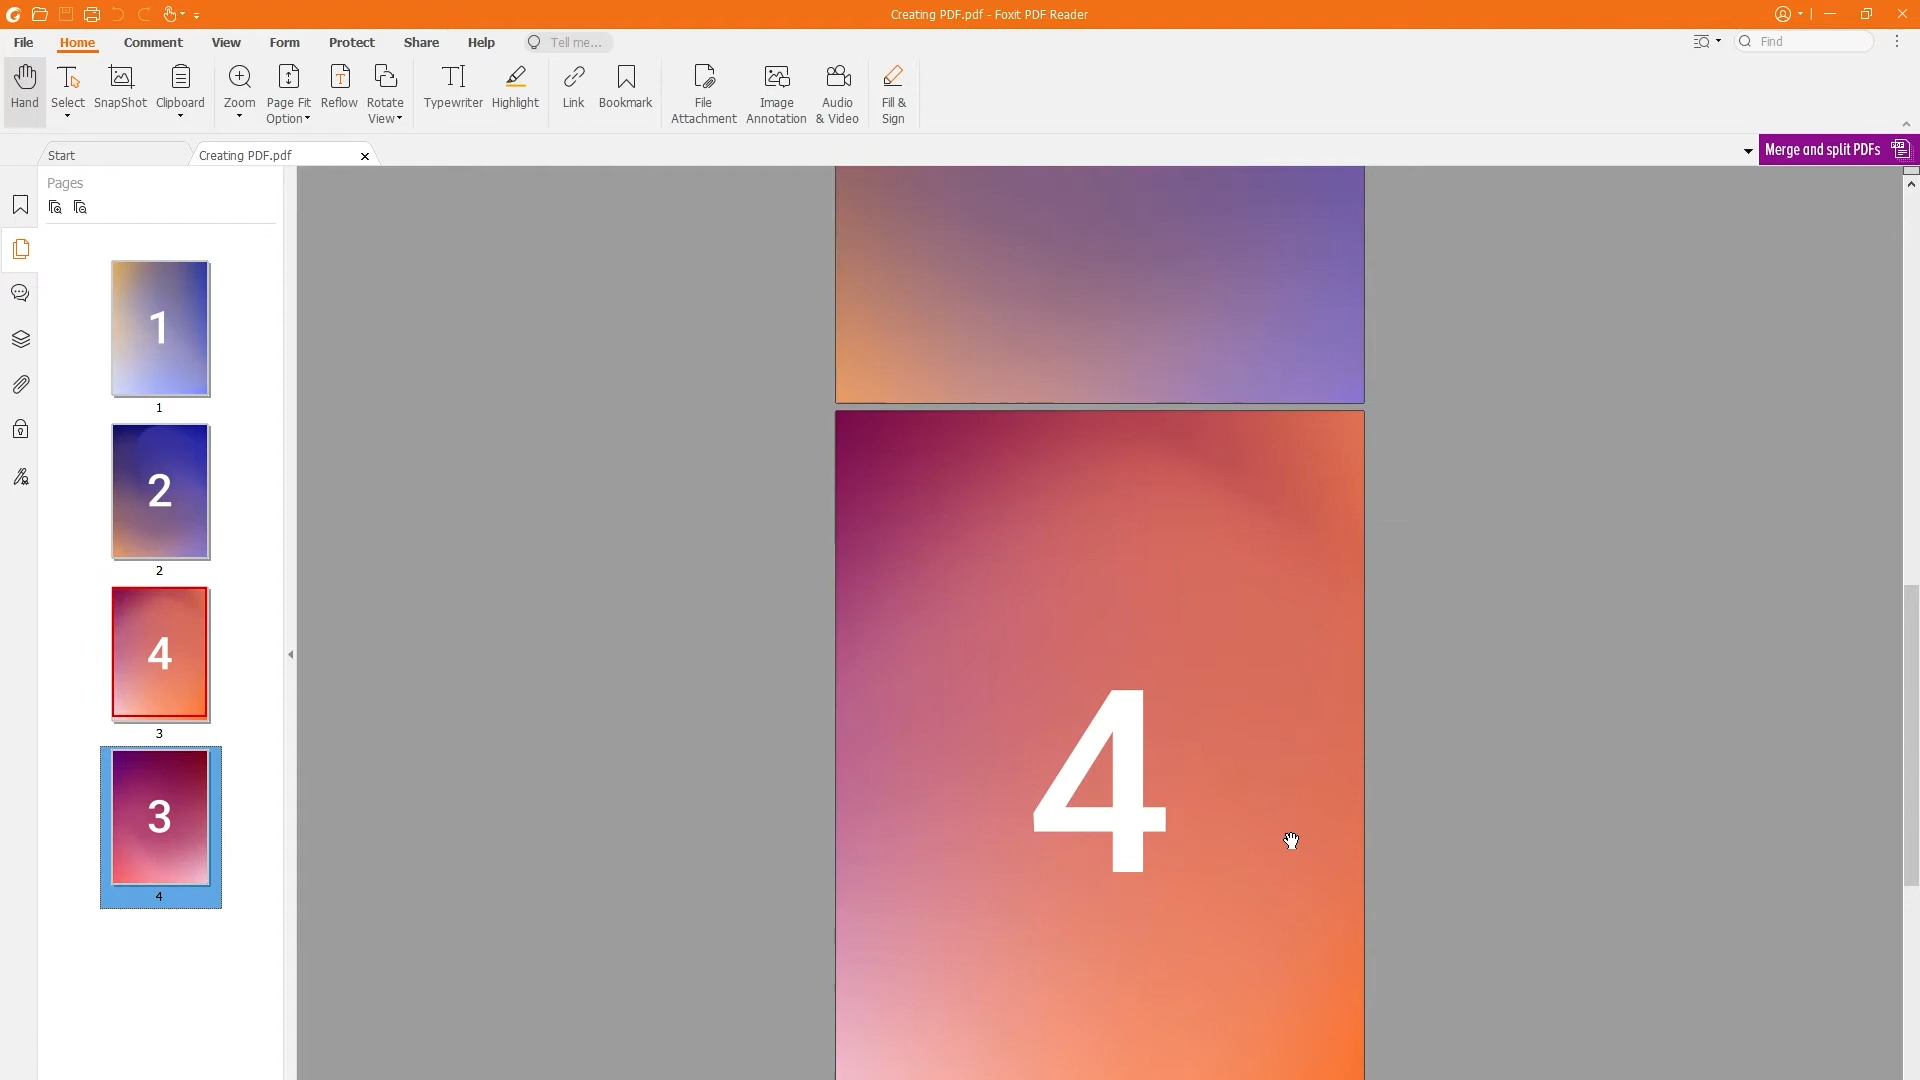 Creating PDF.pdf - Foxit PDF Reader
File Home Comment View Form Protect Share Help Tell me... Find
Hand Select SnapShot Clipboard Zoom Page Fit Option Reflow Rotate View Typewriter Highlight Link Bookmark File Attachment Image Annotation Audio & Video Fill & Sign
Start Creating PDF.pdf Merge and split PDFs
Pages
1
1
2
2
4
3
3
4
4